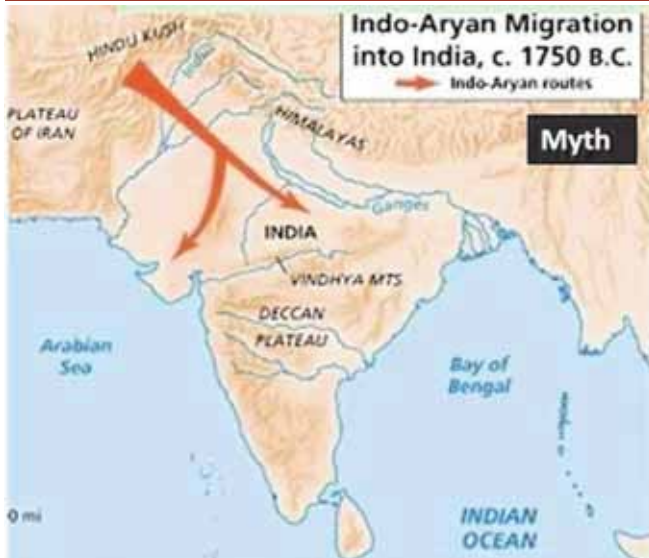 Indo-Aryan Migration
into India, c. 1750 B.C.
Indo-Aryan routes
HINDU KUSH
Indus
PLATEAU
OF IRAN
HIMALAYAS
Myth
Ganges
INDIA
VINDHYA MTS
DECCAN
PLATEAU
Arabian
Sea
Bay of
Bengal
0 mi
INDIAN
OCEAN